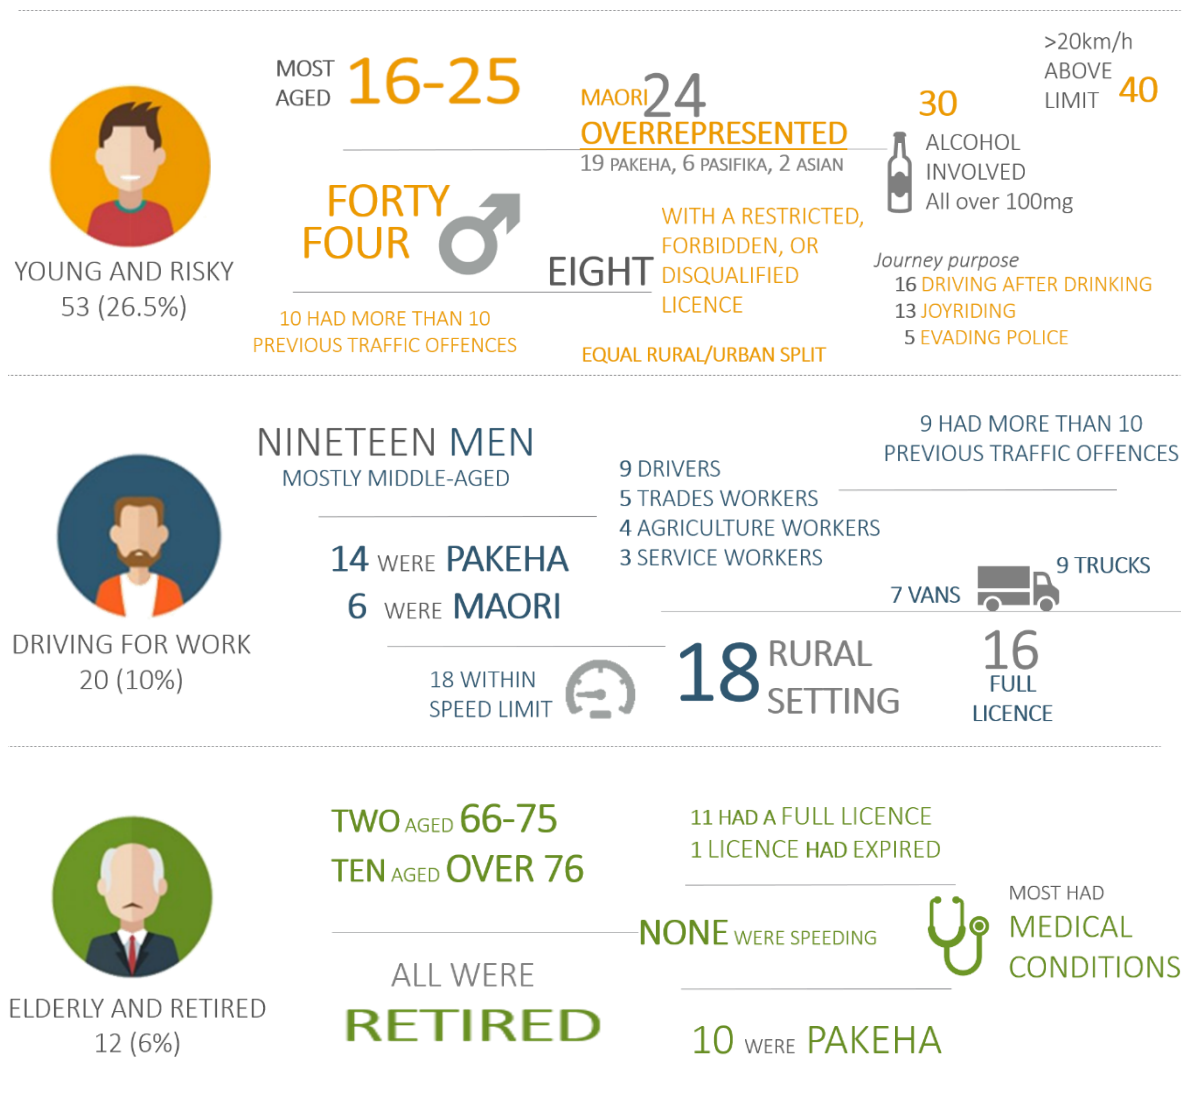 MOST
AGED 16-25
MAORI 24
OVERREPRESENTED
19 PAKEHA, 6 PASIFIKA, 2 ASIAN
>20km/h
ABOVE
LIMIT 40
30
ALCOHOL
INVOLVED
All over 100mg
FORTY
FOUR
EIGHT
WITH A RESTRICTED,
FORBIDDEN, OR
DISQUALIFIED
LICENCE
Journey purpose
16 DRIVING AFTER DRINKING
13 JOYRIDING
5 EVADING POLICE
YOUNG AND RISKY
53 (26.5%)
10 HAD MORE THAN 10
PREVIOUS TRAFFIC OFFENCES
EQUAL RURAL/URBAN SPLIT
NINETEEN MEN
MOSTLY MIDDLE-AGED
9 DRIVERS
5 TRADES WORKERS
4 AGRICULTURE WORKERS
3 SERVICE WORKERS
9 HAD MORE THAN 10
PREVIOUS TRAFFIC OFFENCES
14 WERE PAKEHA
6 WERE MAORI
7 VANS
9 TRUCKS
DRIVING FOR WORK
20 (10%)
18 WITHIN
SPEED LIMIT
18 RURAL
SETTING
16
FULL
LICENCE
TWO AGED 66-75
TEN AGED OVER 76
11 HAD A FULL LICENCE
1 LICENCE HAD EXPIRED
NONE WERE SPEEDING
MOST HAD
MEDICAL
CONDITIONS
ALL WERE
RETIRED
ELDERLY AND RETIRED
12 (6%)
10 WERE PAKEHA